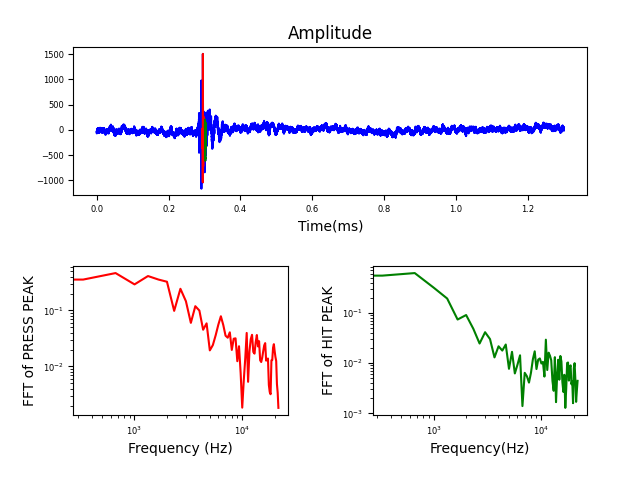 Amplitude
1500
1000
500
0
−500
−1000
0.0 0.2 0.4 0.6 0.8 1.0 1.2
Time(ms)
FFT of PRESS PEAK
10⁻¹
10⁻²
10³ 10⁴
Frequency (Hz)
FFT of HIT PEAK
10⁻¹
10⁻²
10⁻³
10³ 10⁴
Frequency(Hz)